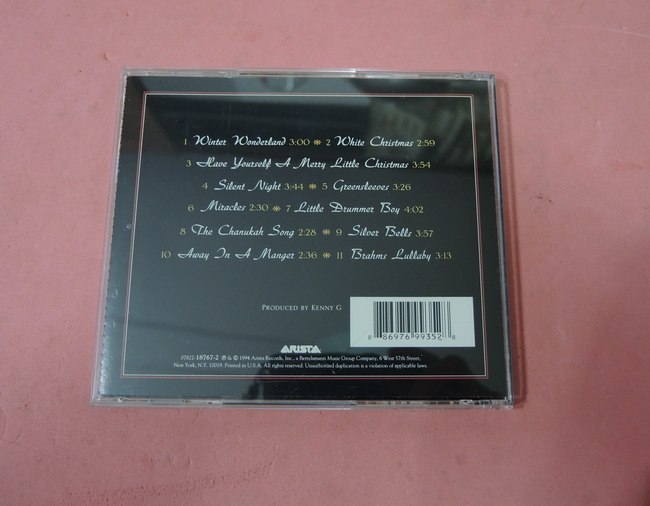 1 Winter Wonderland 3:00 ❋ 2 White Christmas 2:59
3 Have Yourself A Merry Little Christmas 3:54
4 Silent Night 3:44 ❋ 5 Greensleeves 3:26
6 Miracles 2:30 ❋ 7 Little Drummer Boy 4:02
8 The Chanukah Song 2:28 ❋ 9 Silver Bells 3:57
10 Away In A Manger 2:36 ❋ 11 Brahms Lullaby 3:13
Produced by Kenny G
8 86976 99352 8
ARISTA
07822-18767-2 ℗ & © 1994 Arista Records, Inc., a Bertelsmann Music Group Company, 6 West 57th Street,
New York, N.Y. 10019. Printed in U.S.A. All rights reserved. Unauthorized duplication is a violation of applicable laws.